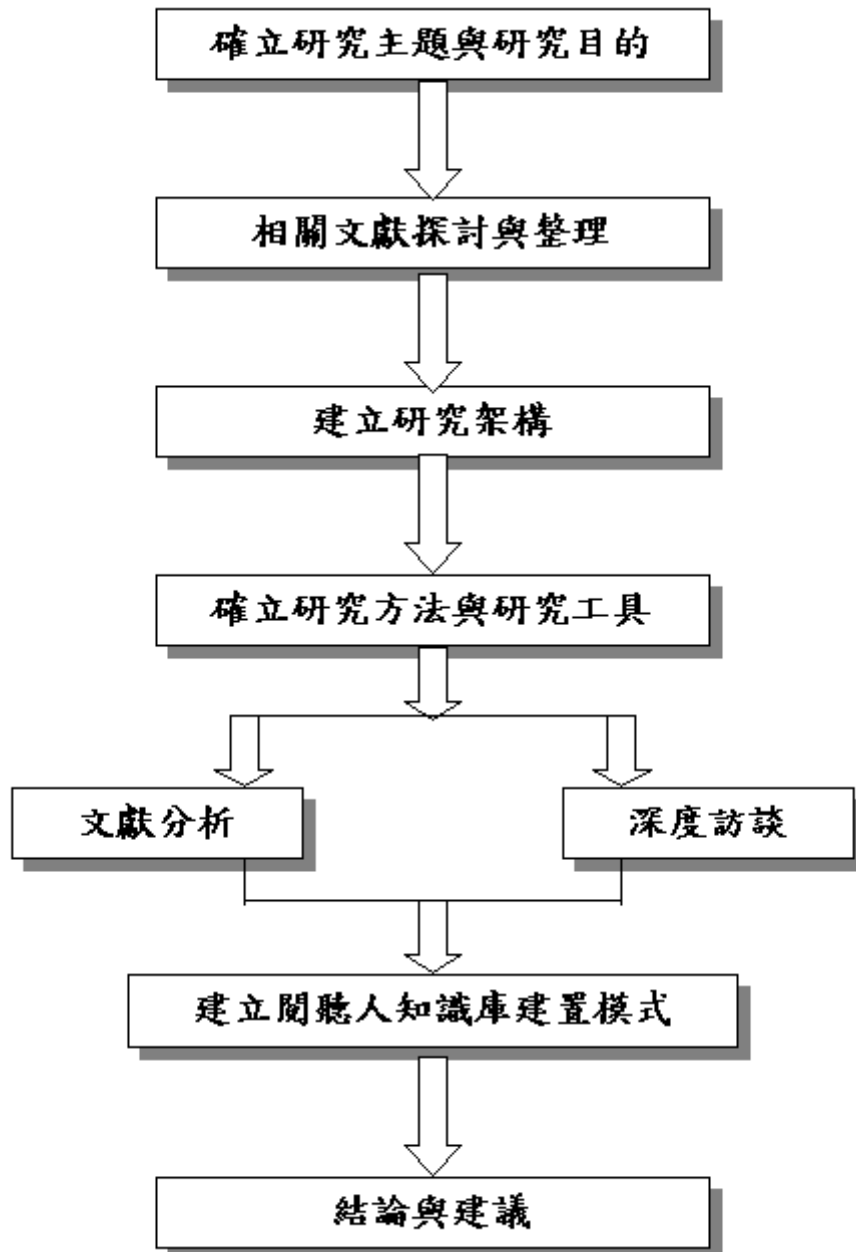 確立研究主題與研究目的
相關文獻探討與整理
建立研究架構
確立研究方法與研究工具
文獻分析
深度訪談
建立閱聽人知識庫建置模式
結論與建議